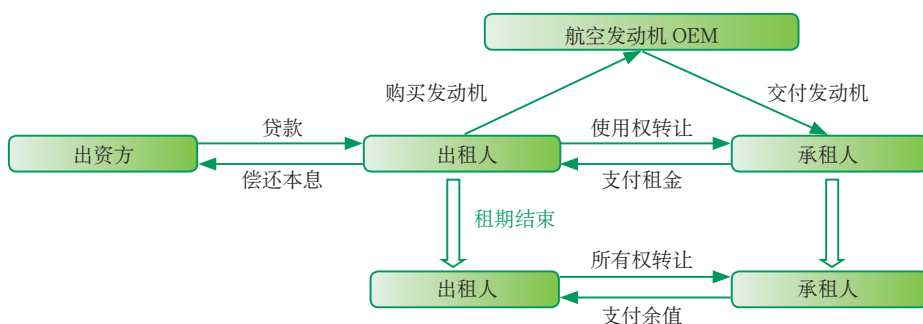 航空发动机 OEM
购买发动机
交付发动机
贷款
使用权转让
出资方
出租人
承租人
偿还本息
支付租金
租期结束
所有权转让
出租人
承租人
支付余值